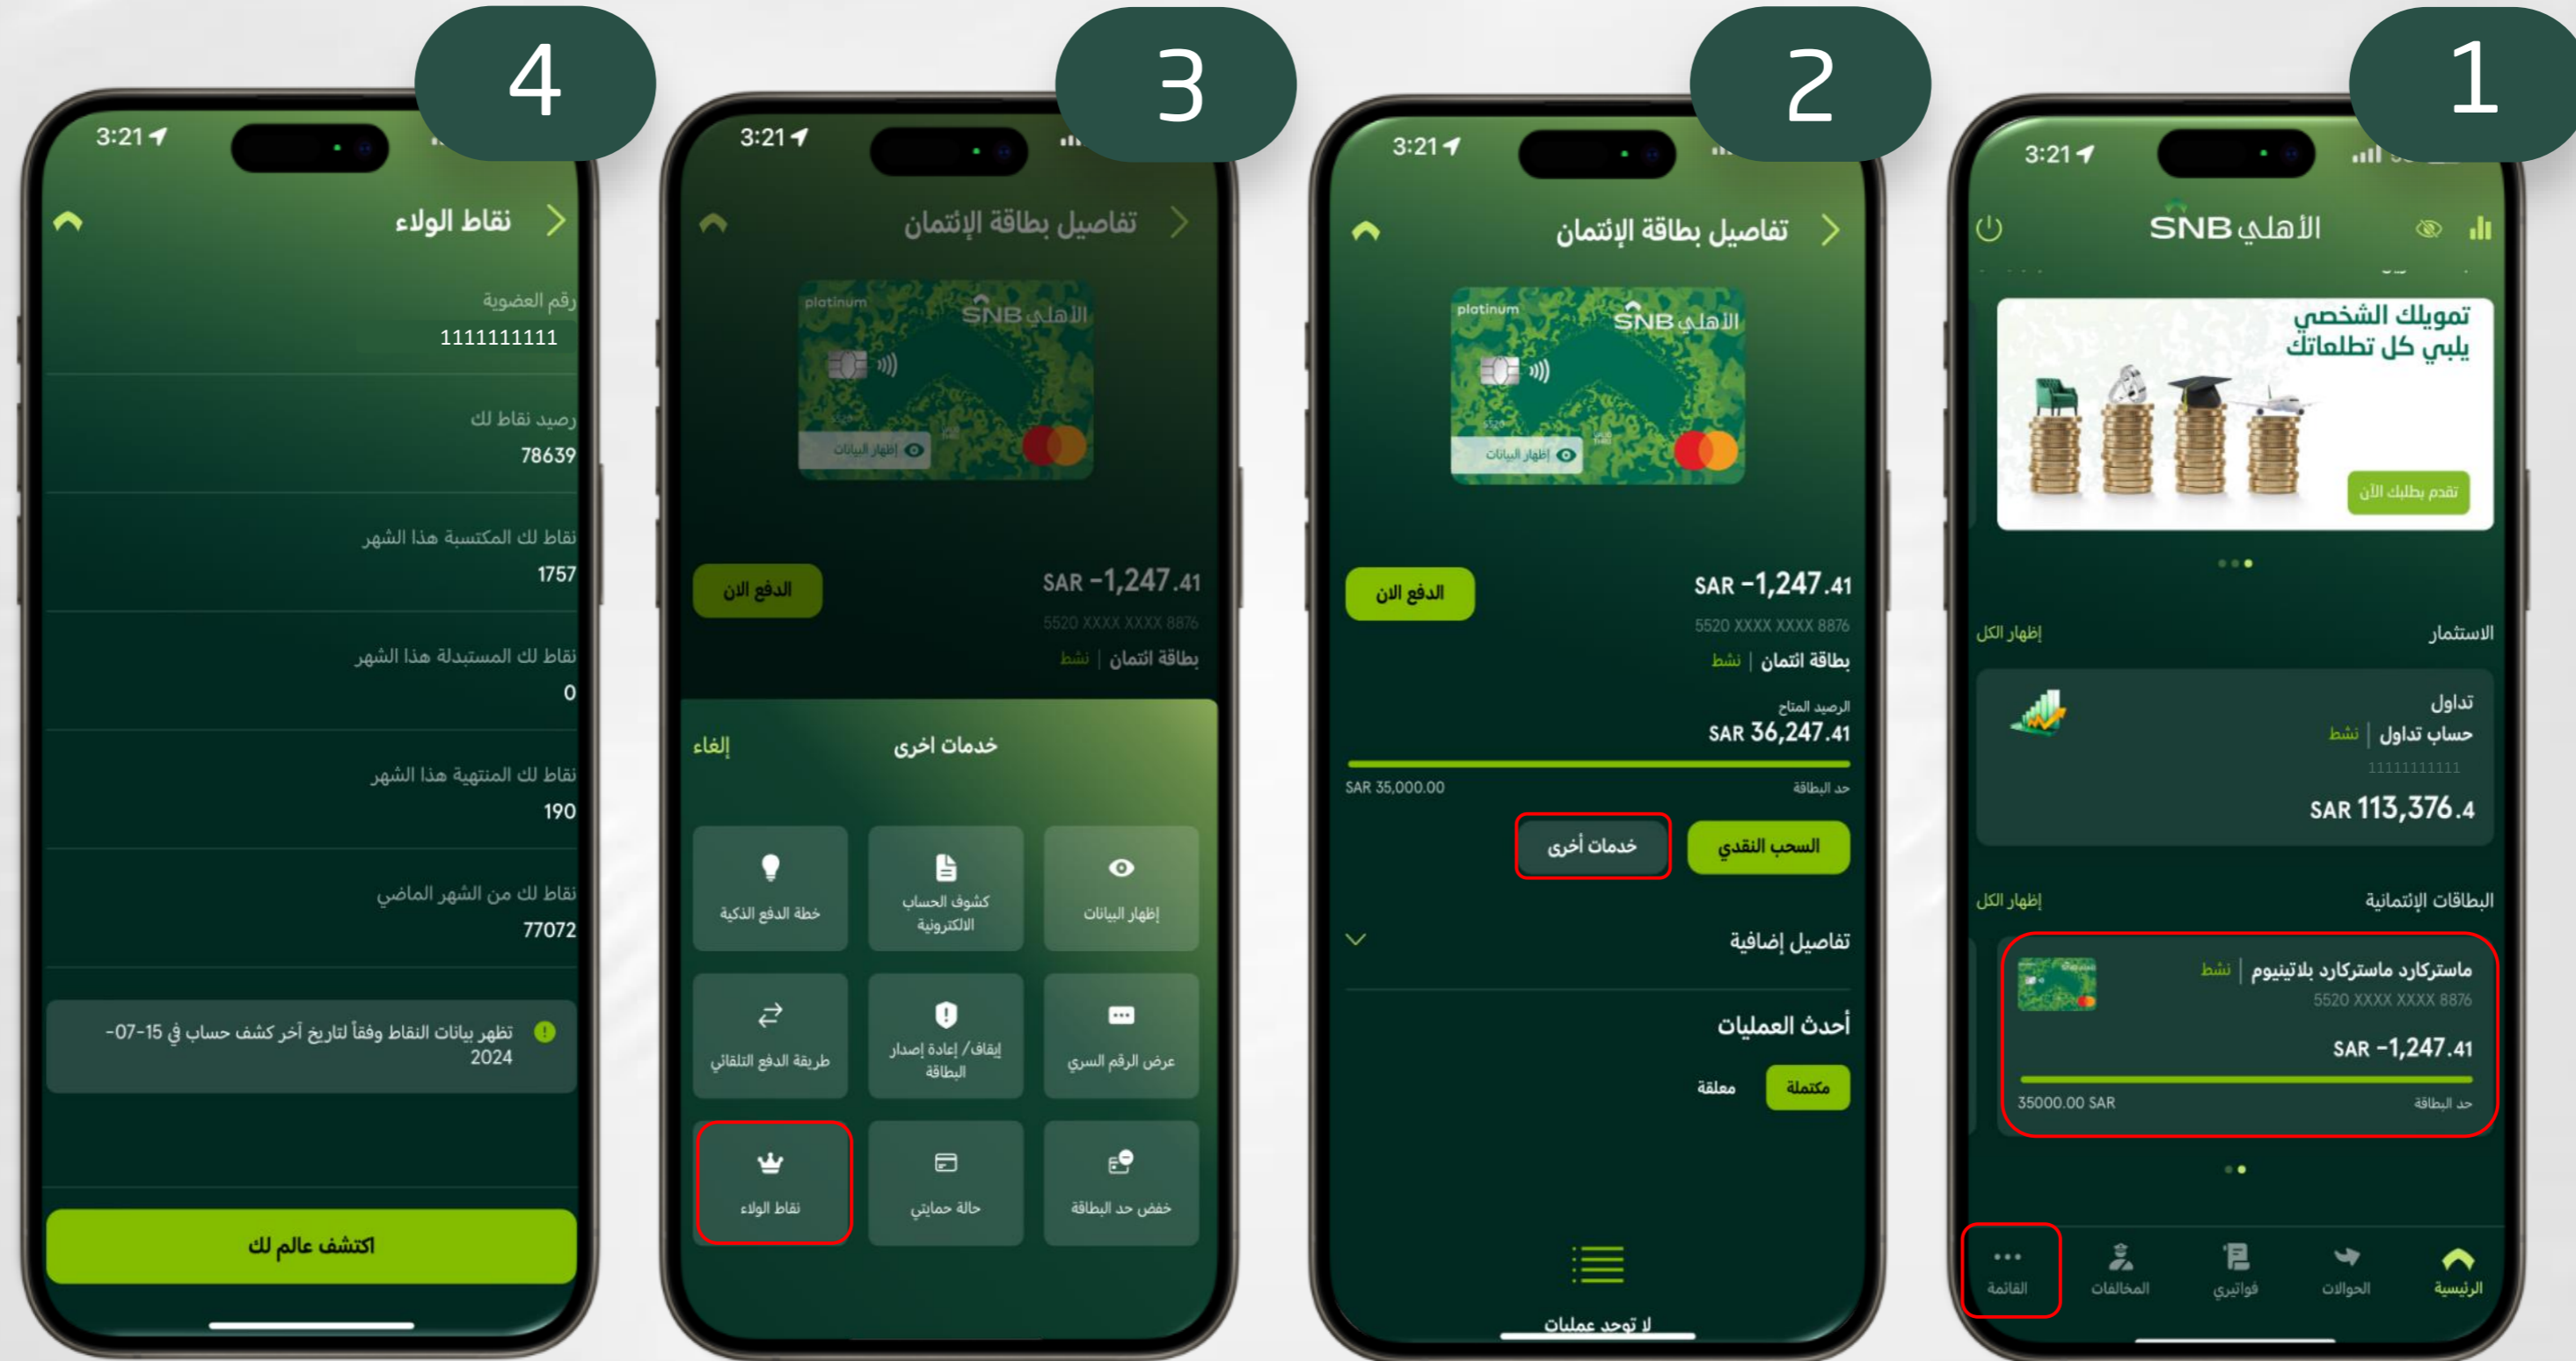 1
3:21
SNB الأهلي
تمويلك الشخصي
يلبي كل تطلعاتك
تقدم بطلبك الآن
الاستثمار
إظهار الكل
تداول
حساب تداول | نشط
11111111111
SAR 113,376.4
البطاقات الإئتمانية
إظهار الكل
ماستركارد ماستركارد بلاتينيوم | نشط
5520 XXXX XXXX 8876
SAR -1,247.41
حد البطاقة
35000.00 SAR
الرئيسية
الحوالات
فواتيري
المخالفات
القائمة
2
3:21
تفاصيل بطاقة الإئتمان
platinum
SNB الأهلي
5520
إظهار البيانات
SAR -1,247.41
الدفع الان
5520 XXXX XXXX 8876
بطاقة ائتمان | نشط
الرصيد المتاح
SAR 36,247.41
حد البطاقة
SAR 35,000.00
السحب النقدي
خدمات أخرى
تفاصيل إضافية
أحدث العمليات
مكتملة
معلقة
لا توجد عمليات
3
3:21
تفاصيل بطاقة الإئتمان
platinum
SNB الأهلي
5520
إظهار البيانات
SAR -1,247.41
الدفع الان
5520 XXXX XXXX 8876
بطاقة ائتمان | نشط
خدمات اخرى
إلغاء
إظهار البيانات
كشوف الحساب
الالكترونية
خطة الدفع الذكية
عرض الرقم السري
إيقاف/ إعادة إصدار
البطاقة
طريقة الدفع التلقائي
خفض حد البطاقة
حالة حمايتي
نقاط الولاء
4
3:21
نقاط الولاء
رقم العضوية
1111111111
رصيد نقاط لك
78639
نقاط لك المكتسبة هذا الشهر
1757
نقاط لك المستبدلة هذا الشهر
0
نقاط لك المنتهية هذا الشهر
190
نقاط لك من الشهر الماضي
77072
تظهر بيانات النقاط وفقاً لتاريخ آخر كشف حساب في 15-07-
2024
اكتشف عالم لك